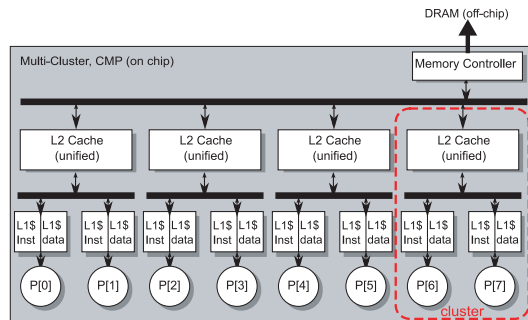 DRAM (off-chip)
Multi-Cluster, CMP (on chip)
Memory Controller
L2 Cache
(unified)
L2 Cache
(unified)
L2 Cache
(unified)
L2 Cache
(unified)
L1$
Inst
L1$
data
L1$
Inst
L1$
data
L1$
Inst
L1$
data
L1$
Inst
L1$
data
L1$
Inst
L1$
data
L1$
Inst
L1$
data
L1$
Inst
L1$
data
L1$
Inst
L1$
data
P[0]
P[1]
P[2]
P[3]
P[4]
P[5]
P[6]
P[7]
cluster